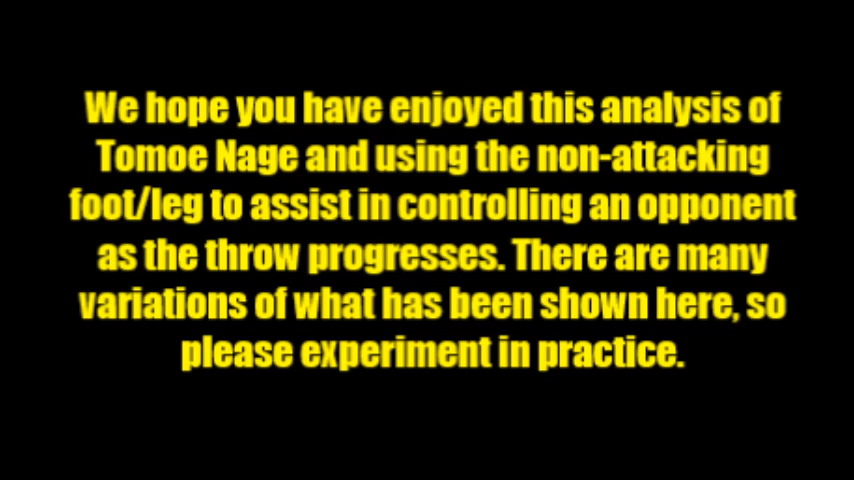 We hope you have enjoyed this analysis of
Tomoe Nage and using the non-attacking
foot/leg to assist in controlling an opponent
as the throw progresses. There are many
variations of what has been shown here, so
please experiment in practice.